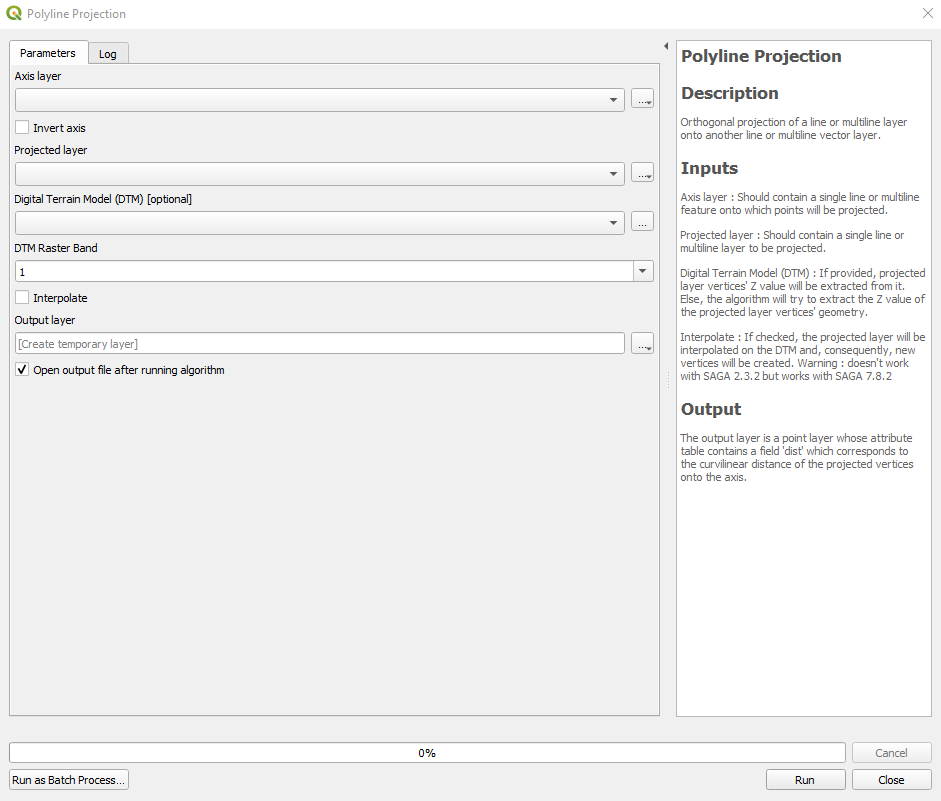 Polyline Projection
Parameters
Log
Axis layer
...
Invert axis
Projected layer
...
Digital Terrain Model (DTM) [optional]
...
DTM Raster Band
1
Interpolate
Output layer
[Create temporary layer]
...
Open output file after running algorithm
Polyline Projection
Description
Orthogonal projection of a line or multiline layer
onto another line or multiline vector layer.
Inputs
Axis layer : Should contain a single line or multiline
feature onto which points will be projected.
Projected layer : Should contain a single line or
multiline layer to be projected.
Digital Terrain Model (DTM) : If provided, projected
layer vertices' Z value will be extracted from it.
Else, the algorithm will try to extract the Z value of
the projected layer vertices' geometry.
Interpolate : If checked, the projected layer will be
interpolated on the DTM and, consequently, new
vertices will be created. Warning : doesn't work
with SAGA 2.3.2 but works with SAGA 7.8.2
Output
The output layer is a point layer whose attribute
table contains a field 'dist' which corresponds to
the curvilinear distance of the projected vertices
onto the axis.
0%
Cancel
Run as Batch Process...
Run
Close